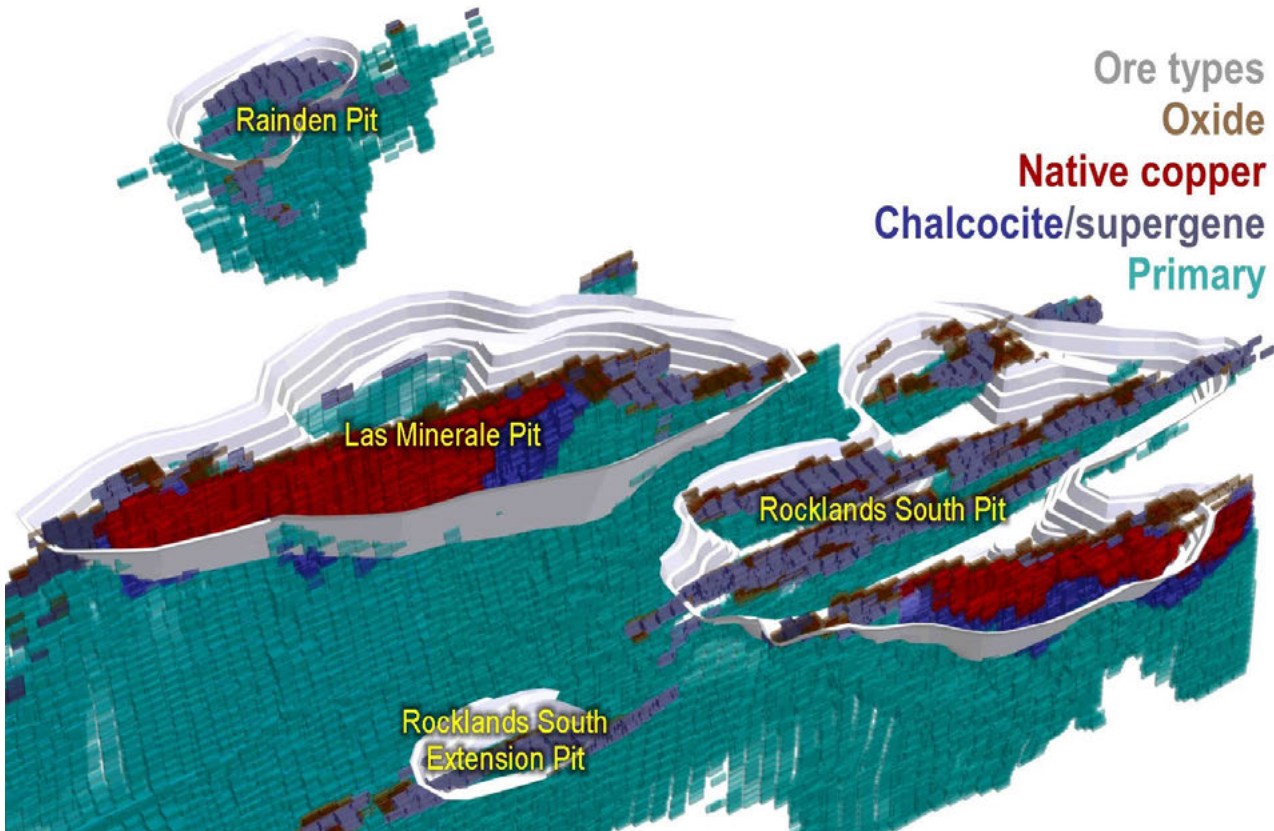 Ore types
Oxide
Native copper
Chalcocite/supergene
Primary
Rainden Pit
Las Minerale Pit
Rocklands South Pit
Rocklands South
Extension Pit